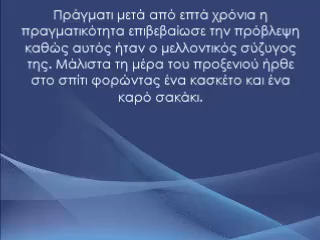 Πράγματι μετά από επτά χρόνια η
πραγματικότητα επιβεβαίωσε την πρόβλεψη
καθώς αυτός ήταν ο μελλοντικός σύζυγος
της. Μάλιστα τη μέρα του προξενιού ήρθε
στο σπίτι φορώντας ένα κασκέτο και ένα
καρό σακάκι.